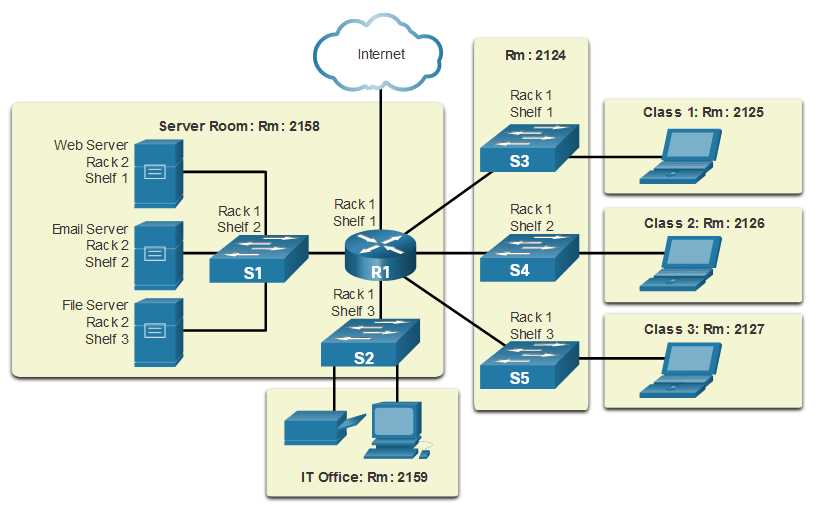 Internet
Rm: 2124
Rack 1
Shelf 1
S3
Class 1: Rm: 2125
Server Room: Rm: 2158
Web Server
Rack 2
Shelf 1
Rack 1
Shelf 2
S1
Rack 1
Shelf 1
R1
Email Server
Rack 2
Shelf 2
Rack 1
Shelf 2
S4
Class 2: Rm: 2126
File Server
Rack 2
Shelf 3
Rack 1
Shelf 3
S2
Rack 1
Shelf 3
S5
Class 3: Rm: 2127
IT Office: Rm: 2159